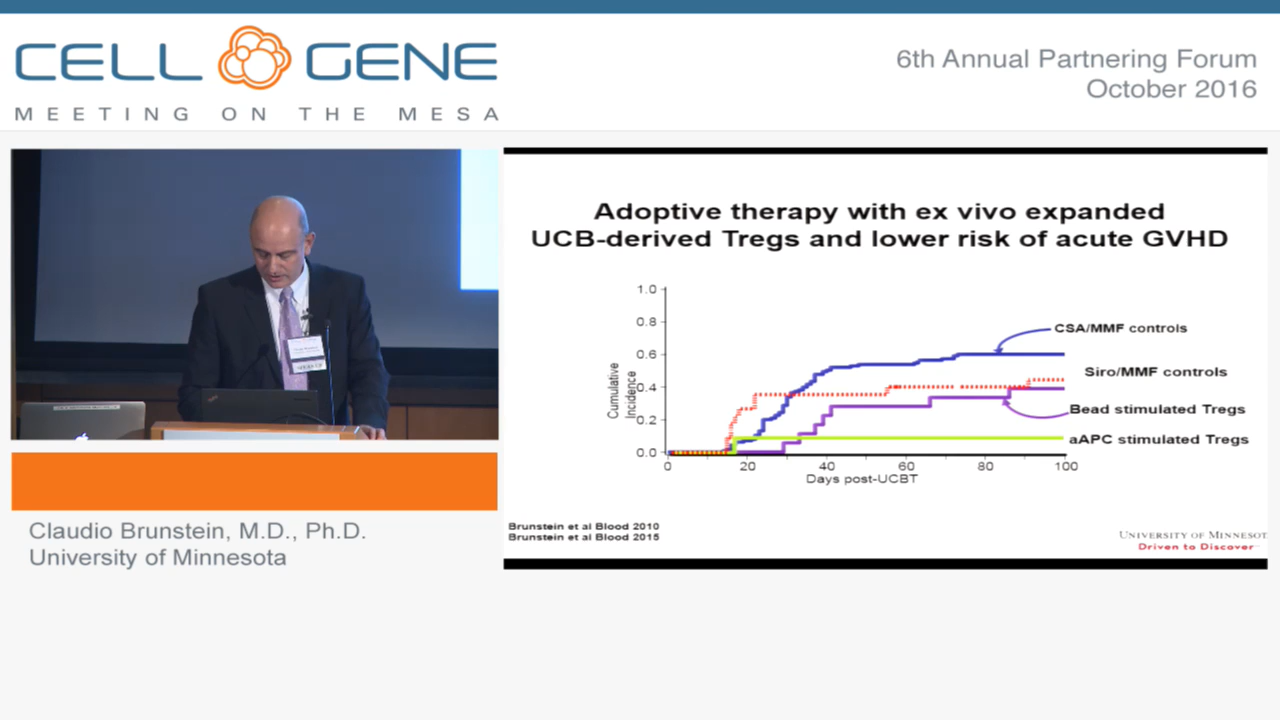 CELL GENE
MEETING ON THE MESA
6th Annual Partnering Forum
October 2016
Adoptive therapy with ex vivo expanded
UCB-derived Tregs and lower risk of acute GVHD
Cumulative
Incidence
1.0
0.8
0.6
0.4
0.2
0.0
0
20
40
60
80
100
Days post-UCBT
CSA/MMF controls
Siro/MMF controls
Bead stimulated Tregs
aAPC stimulated Tregs
Brunstein et al Blood 2010
Brunstein et al Blood 2015
UNIVERSITY OF MINNESOT
Driven to Discover
Claudio Brunstein, M.D., Ph.D.
University of Minnesota